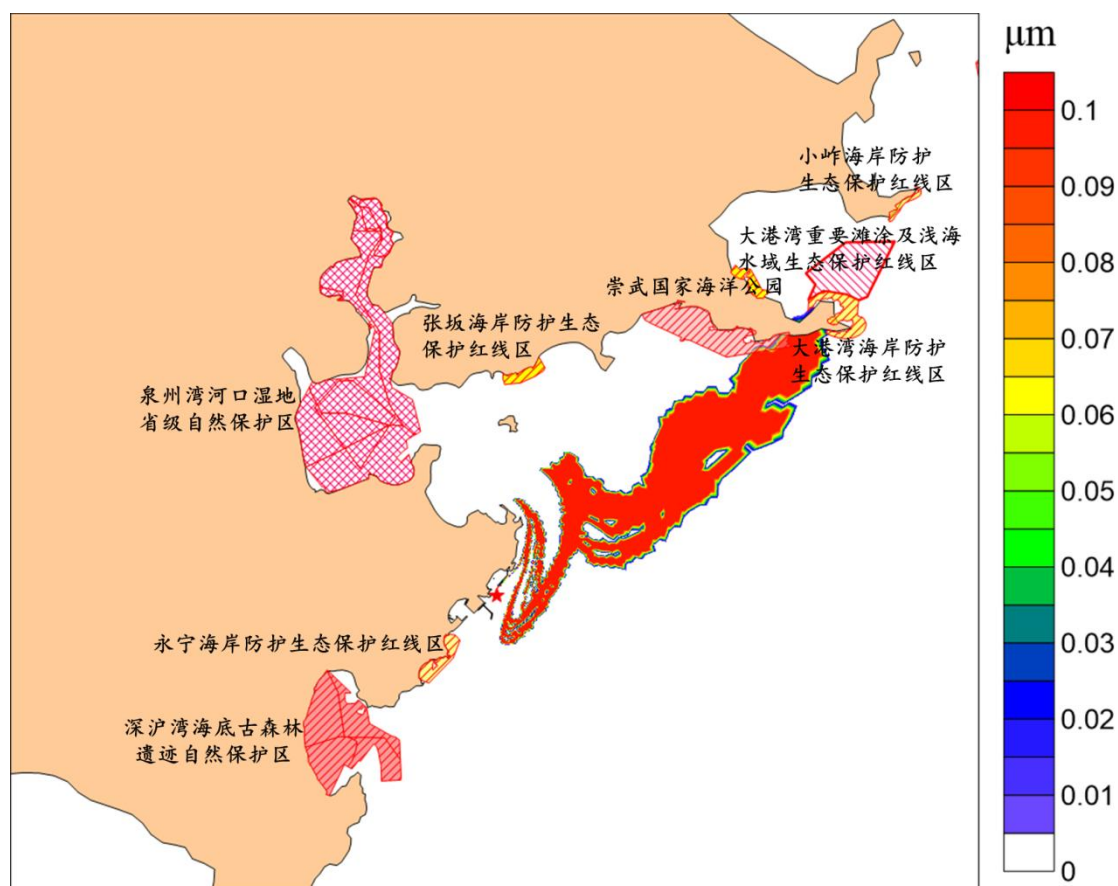 μm
0.1
0.09
0.08
0.07
0.06
0.05
0.04
0.03
0.02
0.01
0
小岞海岸防护
生态保护红线区
大港湾重要滩涂及浅海
水域生态保护红线区
崇武国家海洋公园
张坂海岸防护生态
保护红线区
大港湾海岸防护
生态保护红线区
泉州湾河口湿地
省级自然保护区
永宁海岸防护生态保护红线区
深沪湾海底古森林
遗迹自然保护区